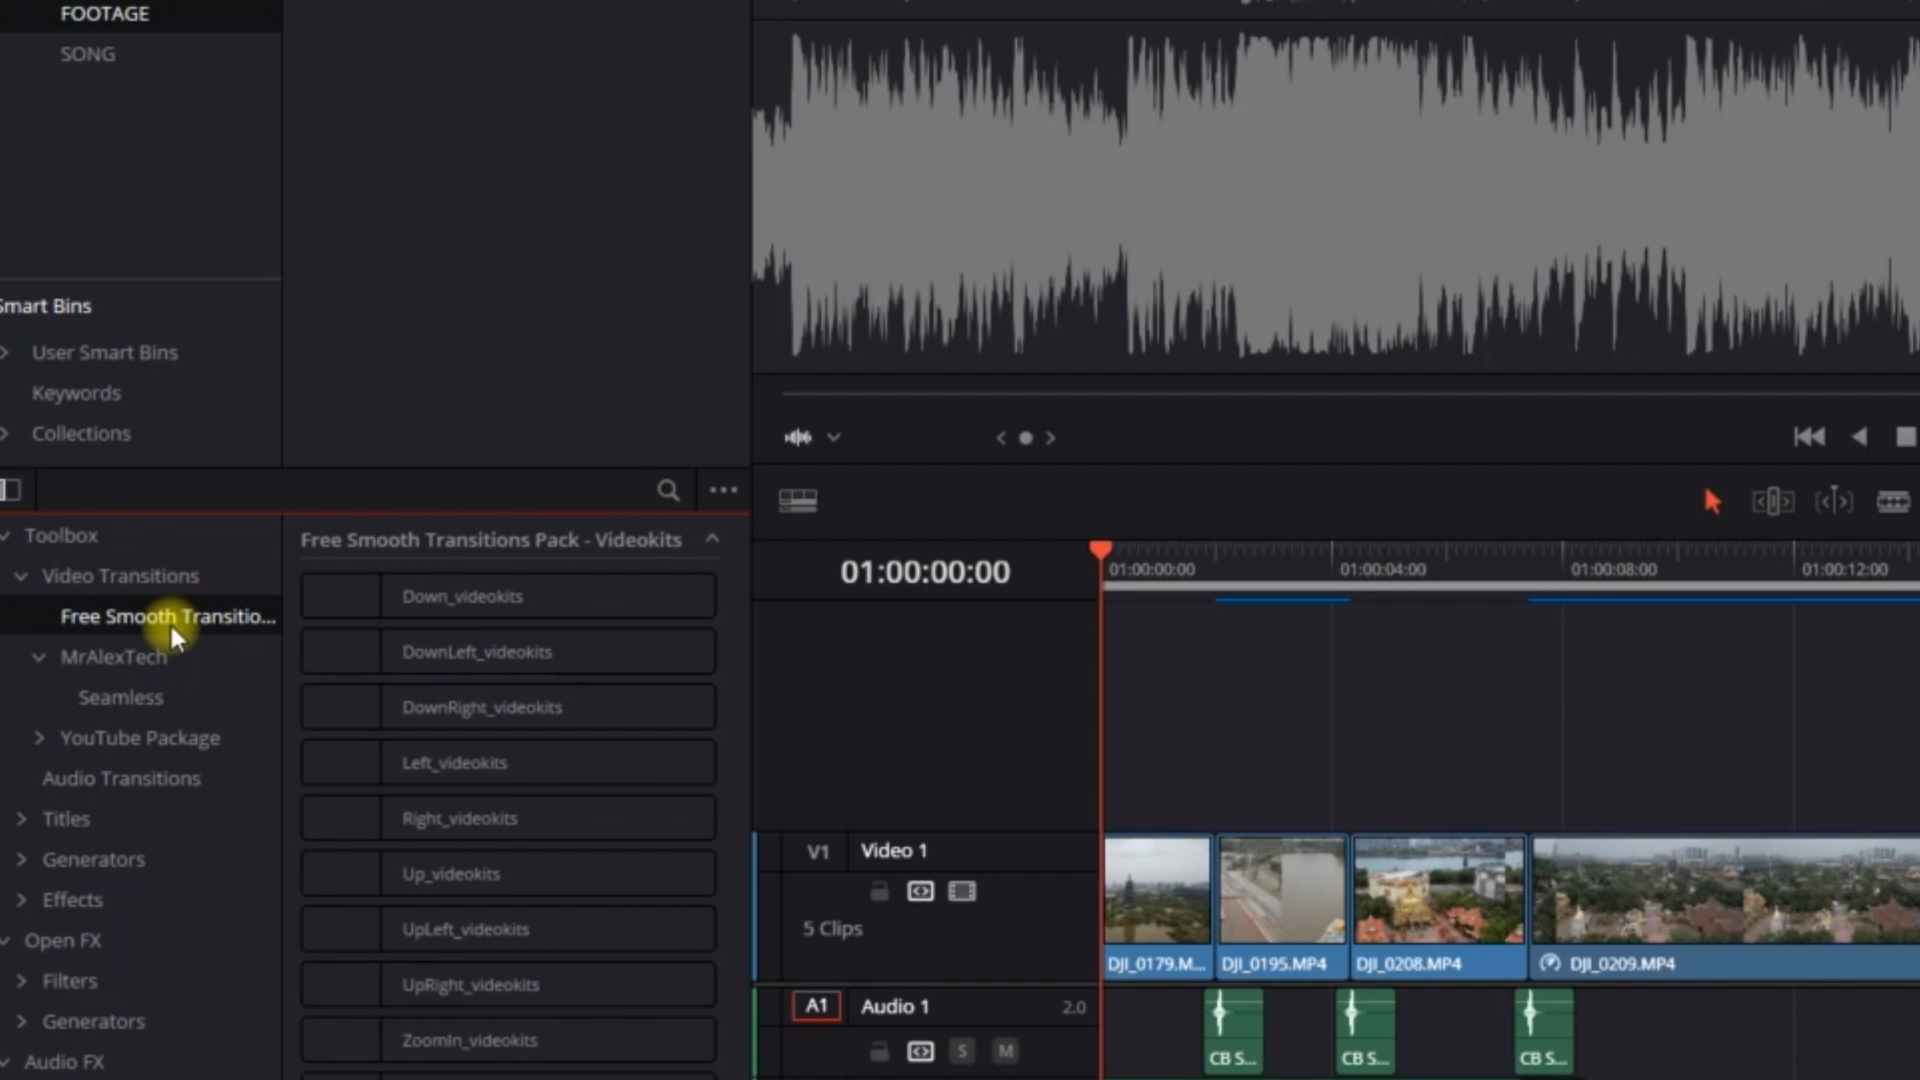 FOOTAGE
SONG
Smart Bins
User Smart Bins
Keywords
Collections
Toolbox
Video Transitions
Free Smooth Transitio...
MrAlexTech
Seamless
YouTube Package
Audio Transitions
Titles
Generators
Effects
Open FX
Filters
Generators
Audio FX
Free Smooth Transitions Pack - Videokits
Down_videokits
DownLeft_videokits
DownRight_videokits
Left_videokits
Right_videokits
Up_videokits
UpLeft_videokits
UpRight_videokits
ZoomIn_videokits
01:00:00:00
01:00:00:00 01:00:04:00 01:00:08:00 01:00:12:00
V1 Video 1
5 Clips
DJI_0179.M... DJI_0195.MP4 DJI_0208.MP4 DJI_0209.MP4
A1 Audio 1 2.0
S M
CB S... CB S... CB S...